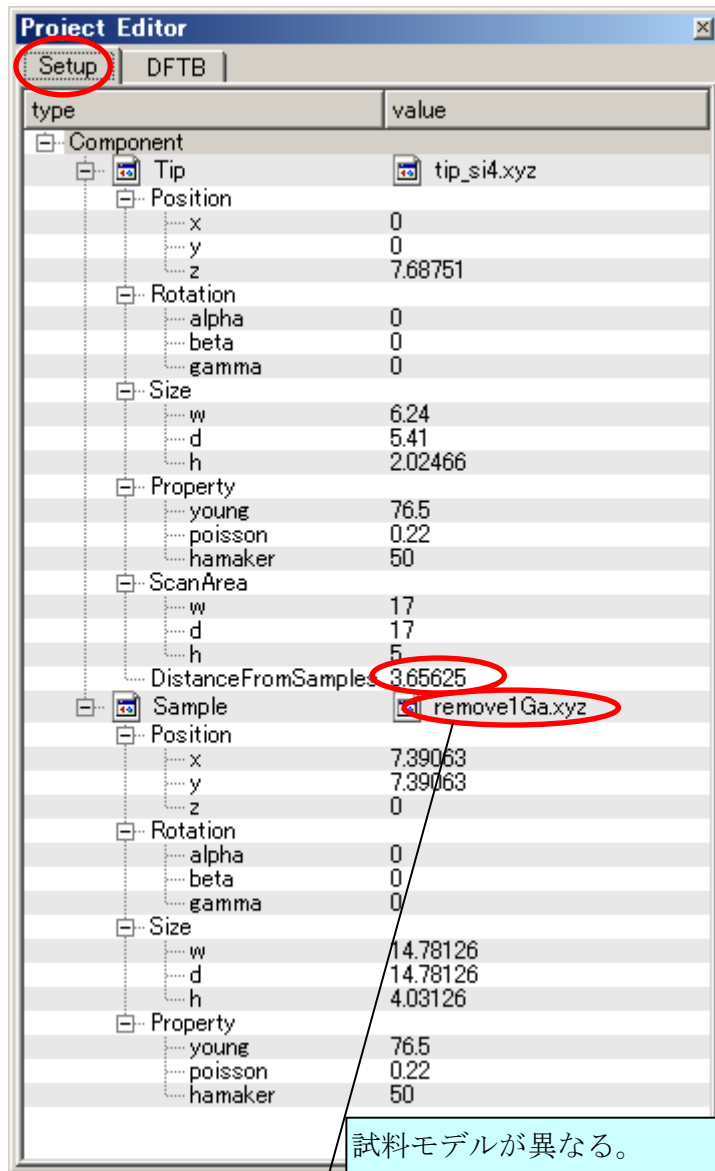 Project Editor
Setup DFTB
type value
Component
Tip tip_si4.xyz
Position
x 0
y 0
z 7.68751
Rotation
alpha 0
beta 0
gamma 0
Size
w 6.24
d 5.41
h 2.02466
Property
young 76.5
poisson 0.22
hamaker 50
ScanArea
w 17
d 17
h 5
DistanceFromSamples 3.65625
Sample remove1Ga.xyz
Position
x 7.39063
y 7.39063
z 0
Rotation
alpha 0
beta 0
gamma 0
Size
w 14.78126
d 14.78126
h 4.03126
Property
young 76.5
poisson 0.22
hamaker 50
試料モデルが異なる。